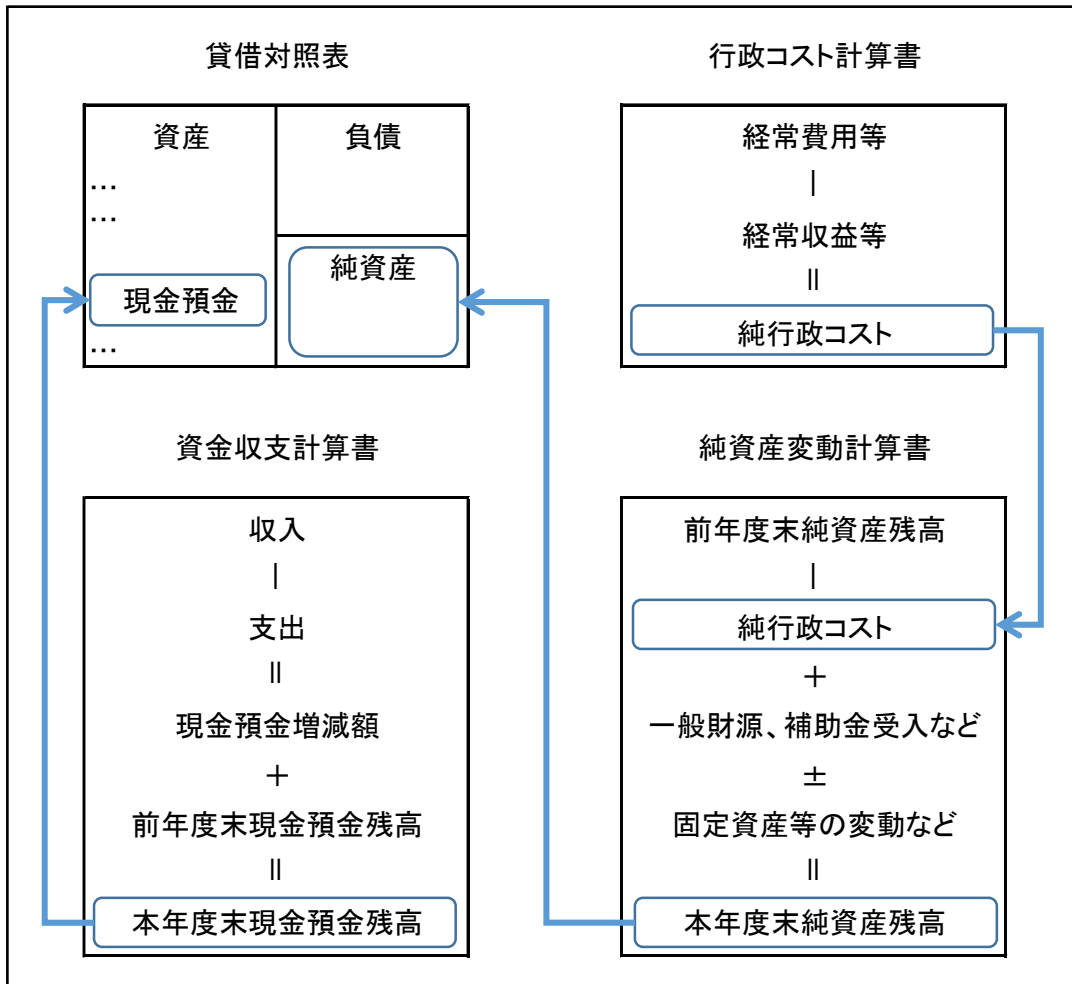 貸借対照表
資産
負債
…
…
純資産
現金預金
…
行政コスト計算書
経常費用等
|
経常収益等
||
純行政コスト
資金収支計算書
収入
|
支出
||
現金預金増減額
＋
前年度末現金預金残高
||
本年度末現金預金残高
純資産変動計算書
前年度末純資産残高
|
純行政コスト
＋
一般財源、補助金受入など
±
固定資産等の変動など
||
本年度末純資産残高